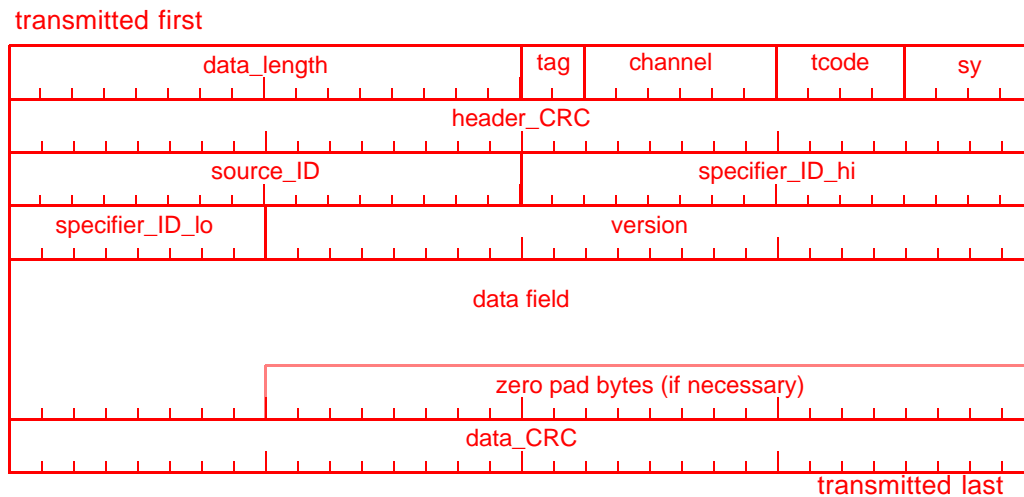 transmitted first
data_length tag channel tcode sy
header_CRC
source_ID specifier_ID_hi
specifier_ID_lo version
data field
zero pad bytes (if necessary)
data_CRC
transmitted last